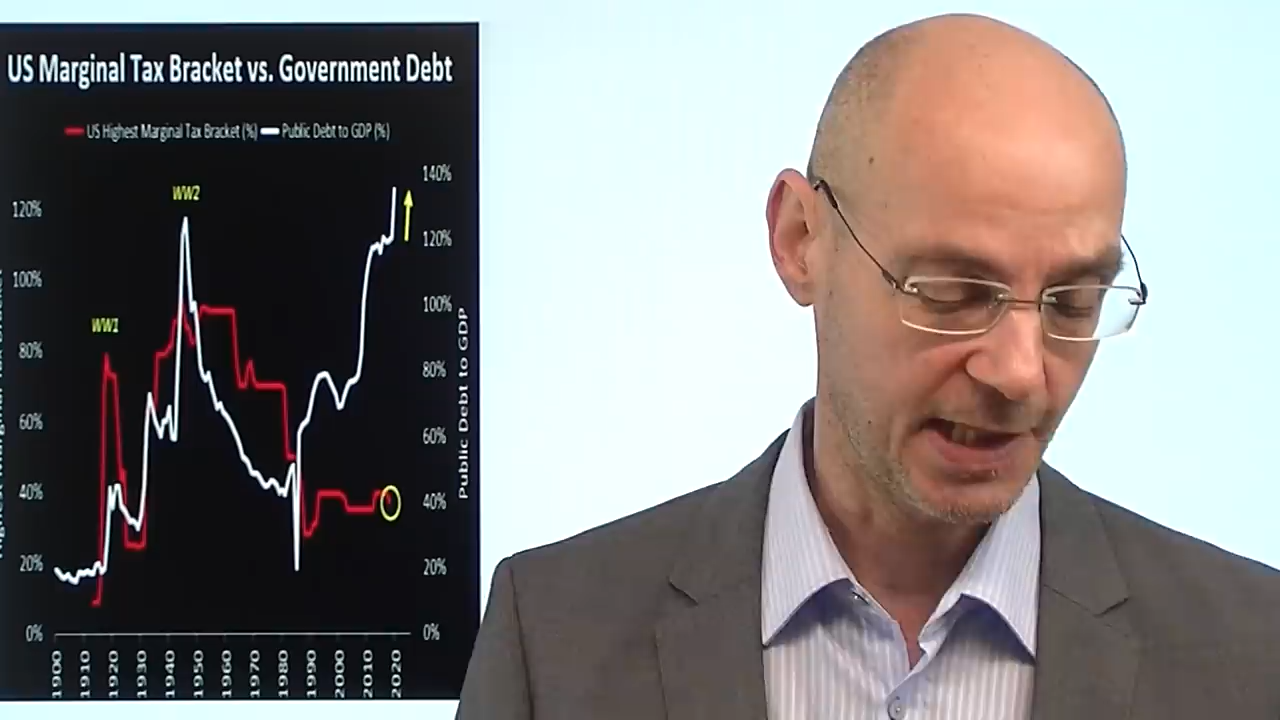 US Marginal Tax Bracket vs. Government Debt
US Highest Marginal Tax Bracket (%) Public Debt to GDP (%)
140%
WW2
120%
120%
100%
100%
WW1
80%
80%
60%
60%
40%
40%
20%
20%
0%
0%
Public Debt to GDP
1900 1910 1920 1930 1940 1950 1960 1970 1980 1990 2000 2010 2020